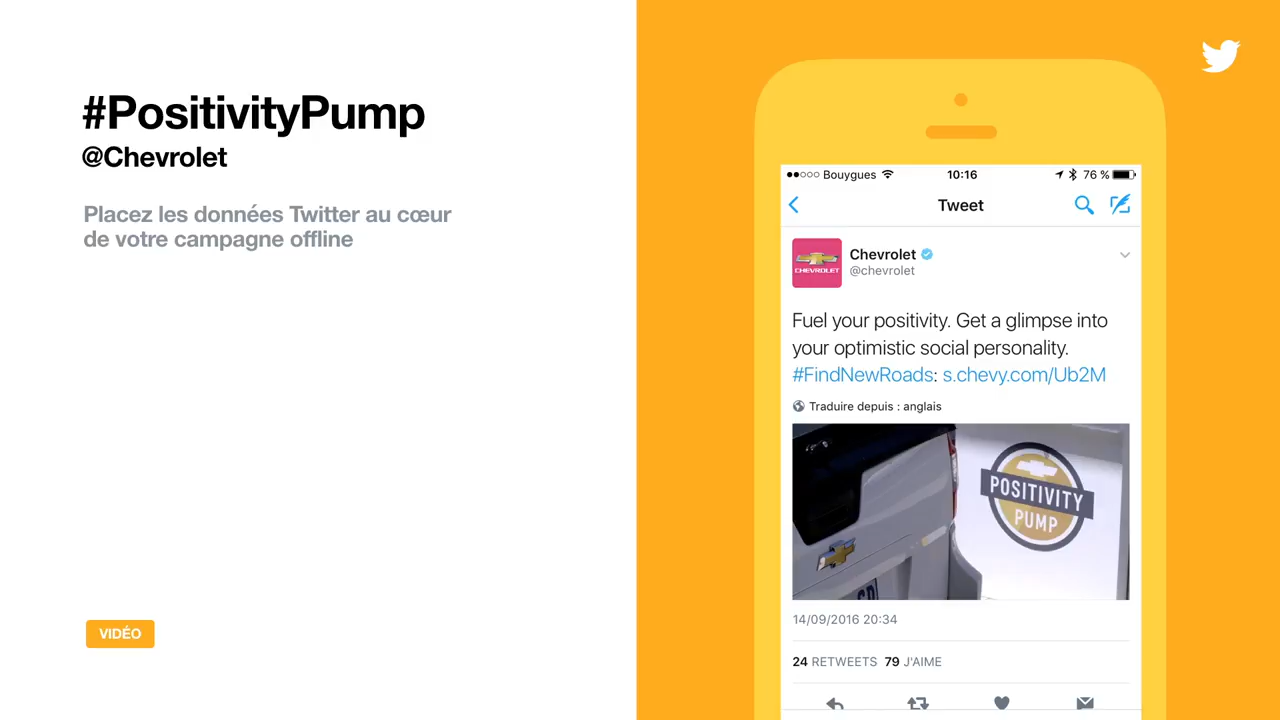 #PositivityPump
@Chevrolet
Placez les données Twitter au cœur
de votre campagne offline
VIDÉO
Bouygues 10:16 76 %
Tweet
CHEVROLET
Chevrolet
@chevrolet
Fuel your positivity. Get a glimpse into
your optimistic social personality.
#FindNewRoads: s.chevy.com/Ub2M
Traduire depuis : anglais
POSITIVITY
PUMP
14/09/2016 20:34
24 RETWEETS 79 J'AIME